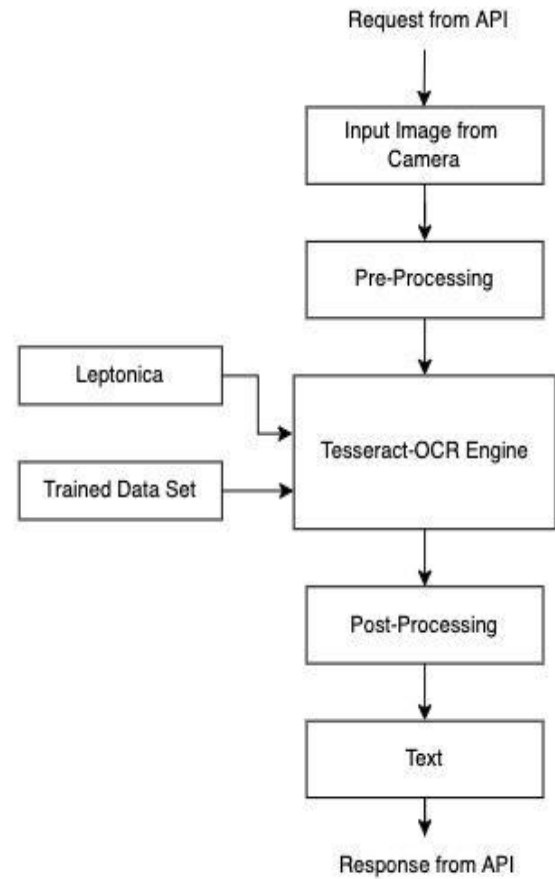 Request from API
Input Image from
Camera
Pre-Processing
Leptonica
Tesseract-OCR Engine
Trained Data Set
Post-Processing
Text
Response from API